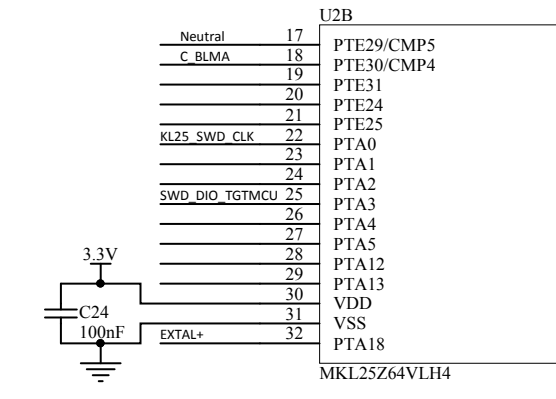 U2B
Neutral 17 PTE29/CMP5
C_BLMA 18 PTE30/CMP4
19 PTE31
20 PTE24
21 PTE25
KL25_SWD_CLK 22 PTA0
23 PTA1
24 PTA2
SWD_DIO_TGTMCU 25 PTA3
26 PTA4
27 PTA5
3.3V 28 PTA12
29 PTA13
30 VDD
C24 31 VSS
100nF EXTAL+ 32 PTA18
MKL25Z64VLH4